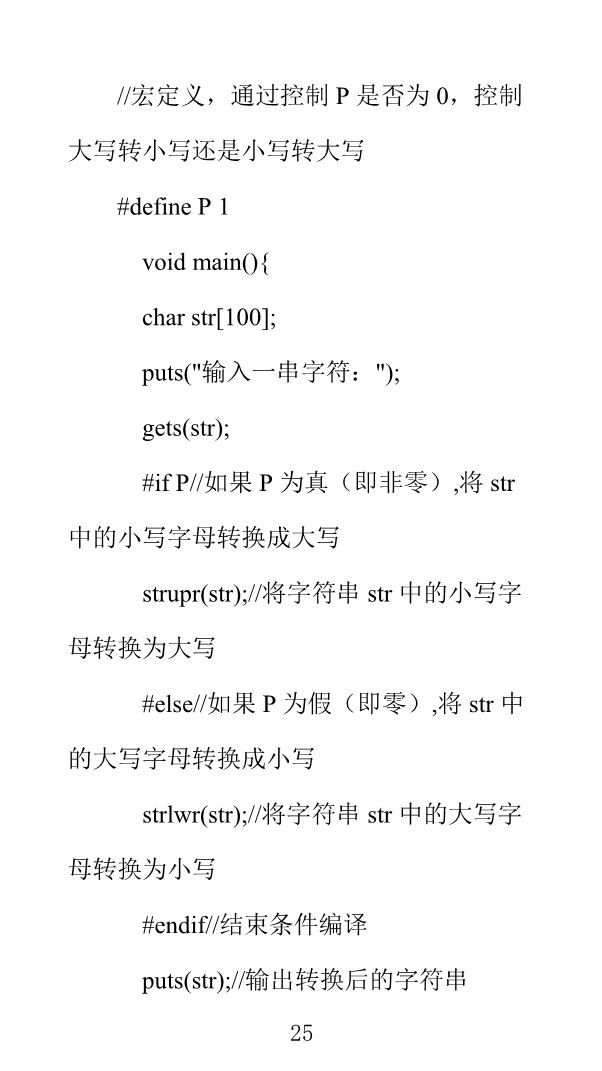 //宏定义，通过控制 P 是否为 0，控制
大写转小写还是小写转大写
#define P 1
void main(){
char str[100];
puts("输入一串字符：");
gets(str);
#if P//如果 P 为真（即非零）,将 str
中的小写字母转换成大写
strupr(str);//将字符串 str 中的小写字
母转换为大写
#else//如果 P 为假（即零）,将 str 中
的大写字母转换成小写
strlwr(str);//将字符串 str 中的大写字
母转换为小写
#endif//结束条件编译
puts(str);//输出转换后的字符串
25